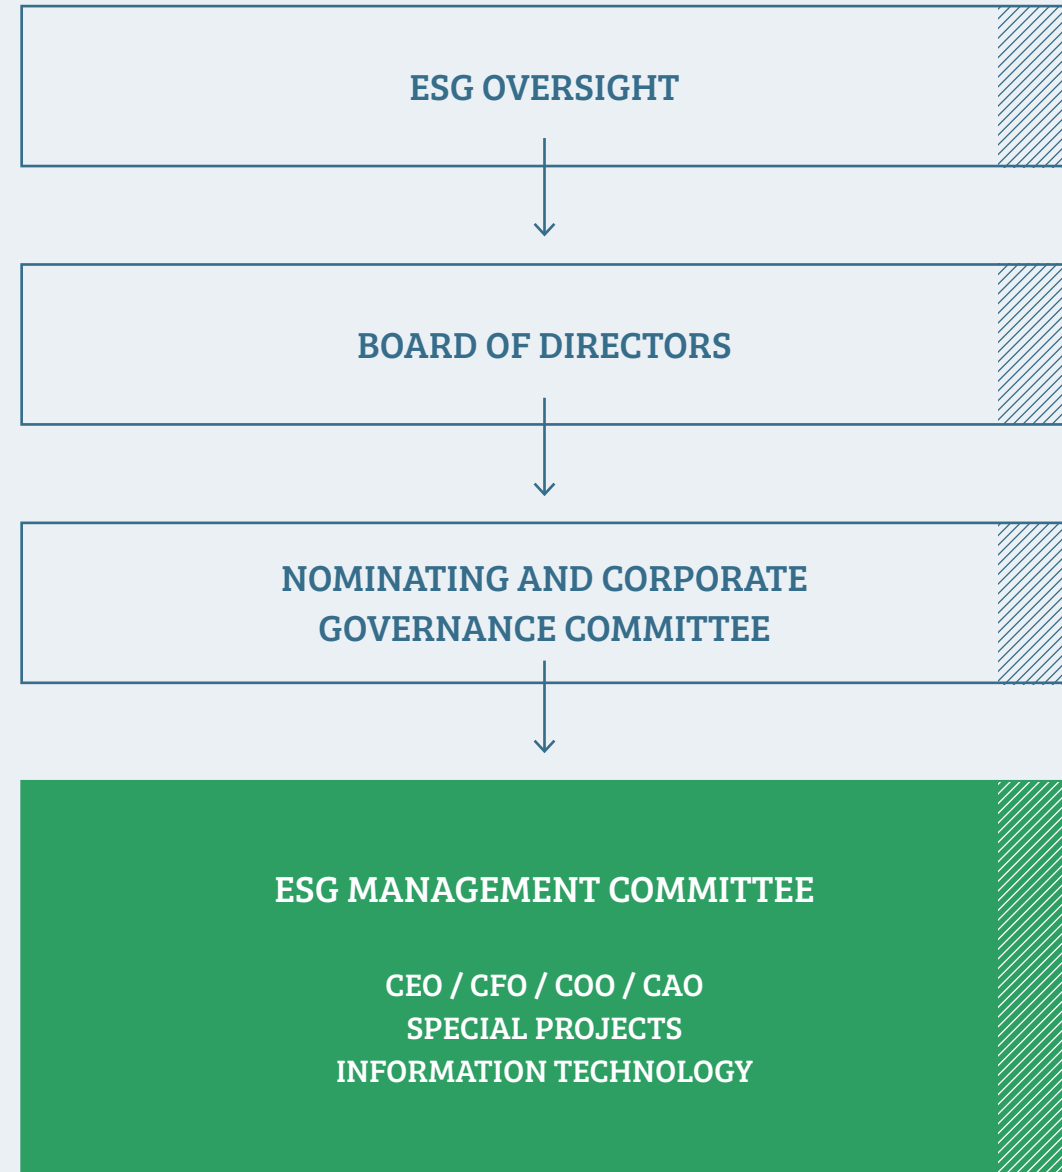 ESG OVERSIGHT
BOARD OF DIRECTORS
NOMINATING AND CORPORATE
GOVERNANCE COMMITTEE
ESG MANAGEMENT COMMITTEE
CEO / CFO / COO / CAO
SPECIAL PROJECTS
INFORMATION TECHNOLOGY